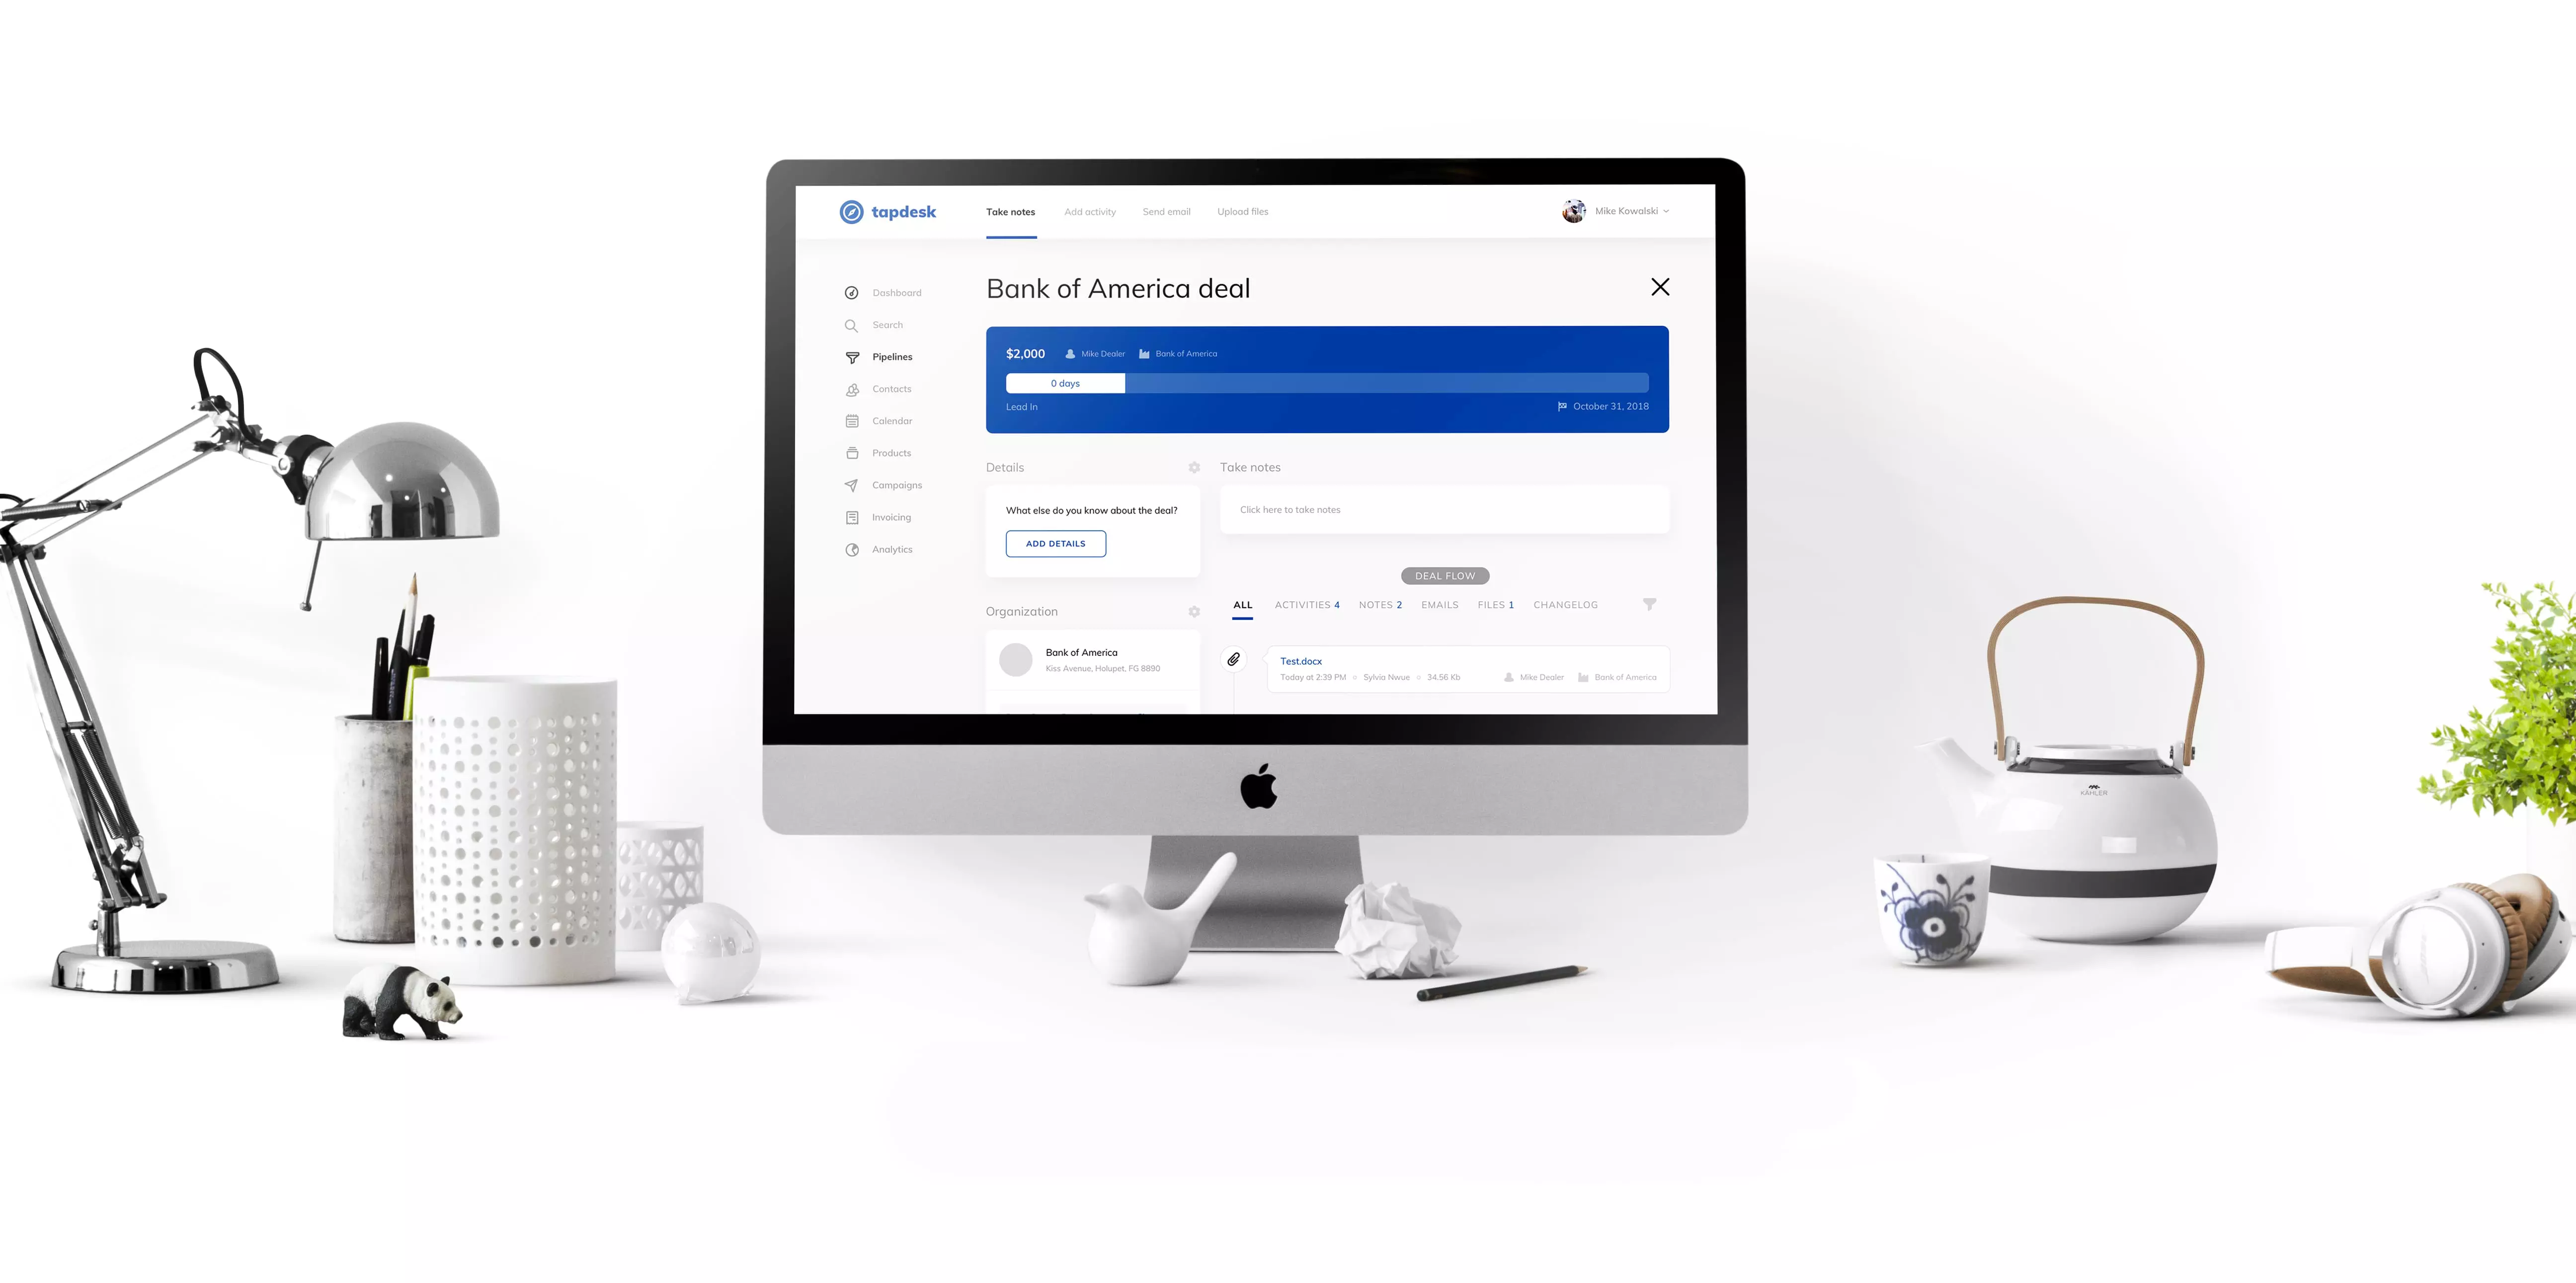 tapdesk
Take notes
Add activity
Send email
Upload files
Mike Kowalski
Dashboard
Search
Pipelines
Contacts
Calendar
Products
Campaigns
Invoicing
Analytics
Bank of America deal
$2,000
Mike Dealer
Bank of America
0 days
Lead In
October 31, 2018
Details
What else do you know about the deal?
ADD DETAILS
Organization
Bank of America
Kiss Avenue, Holupet, FG 8890
Take notes
Click here to take notes
DEAL FLOW
ALL
ACTIVITIES 4
NOTES 2
EMAILS
FILES 1
CHANGELOG
Test.docx
Today at 2:39 PM
Sylvia Nwue
34.56 Kb
Mike Dealer
Bank of America
KÄHLER